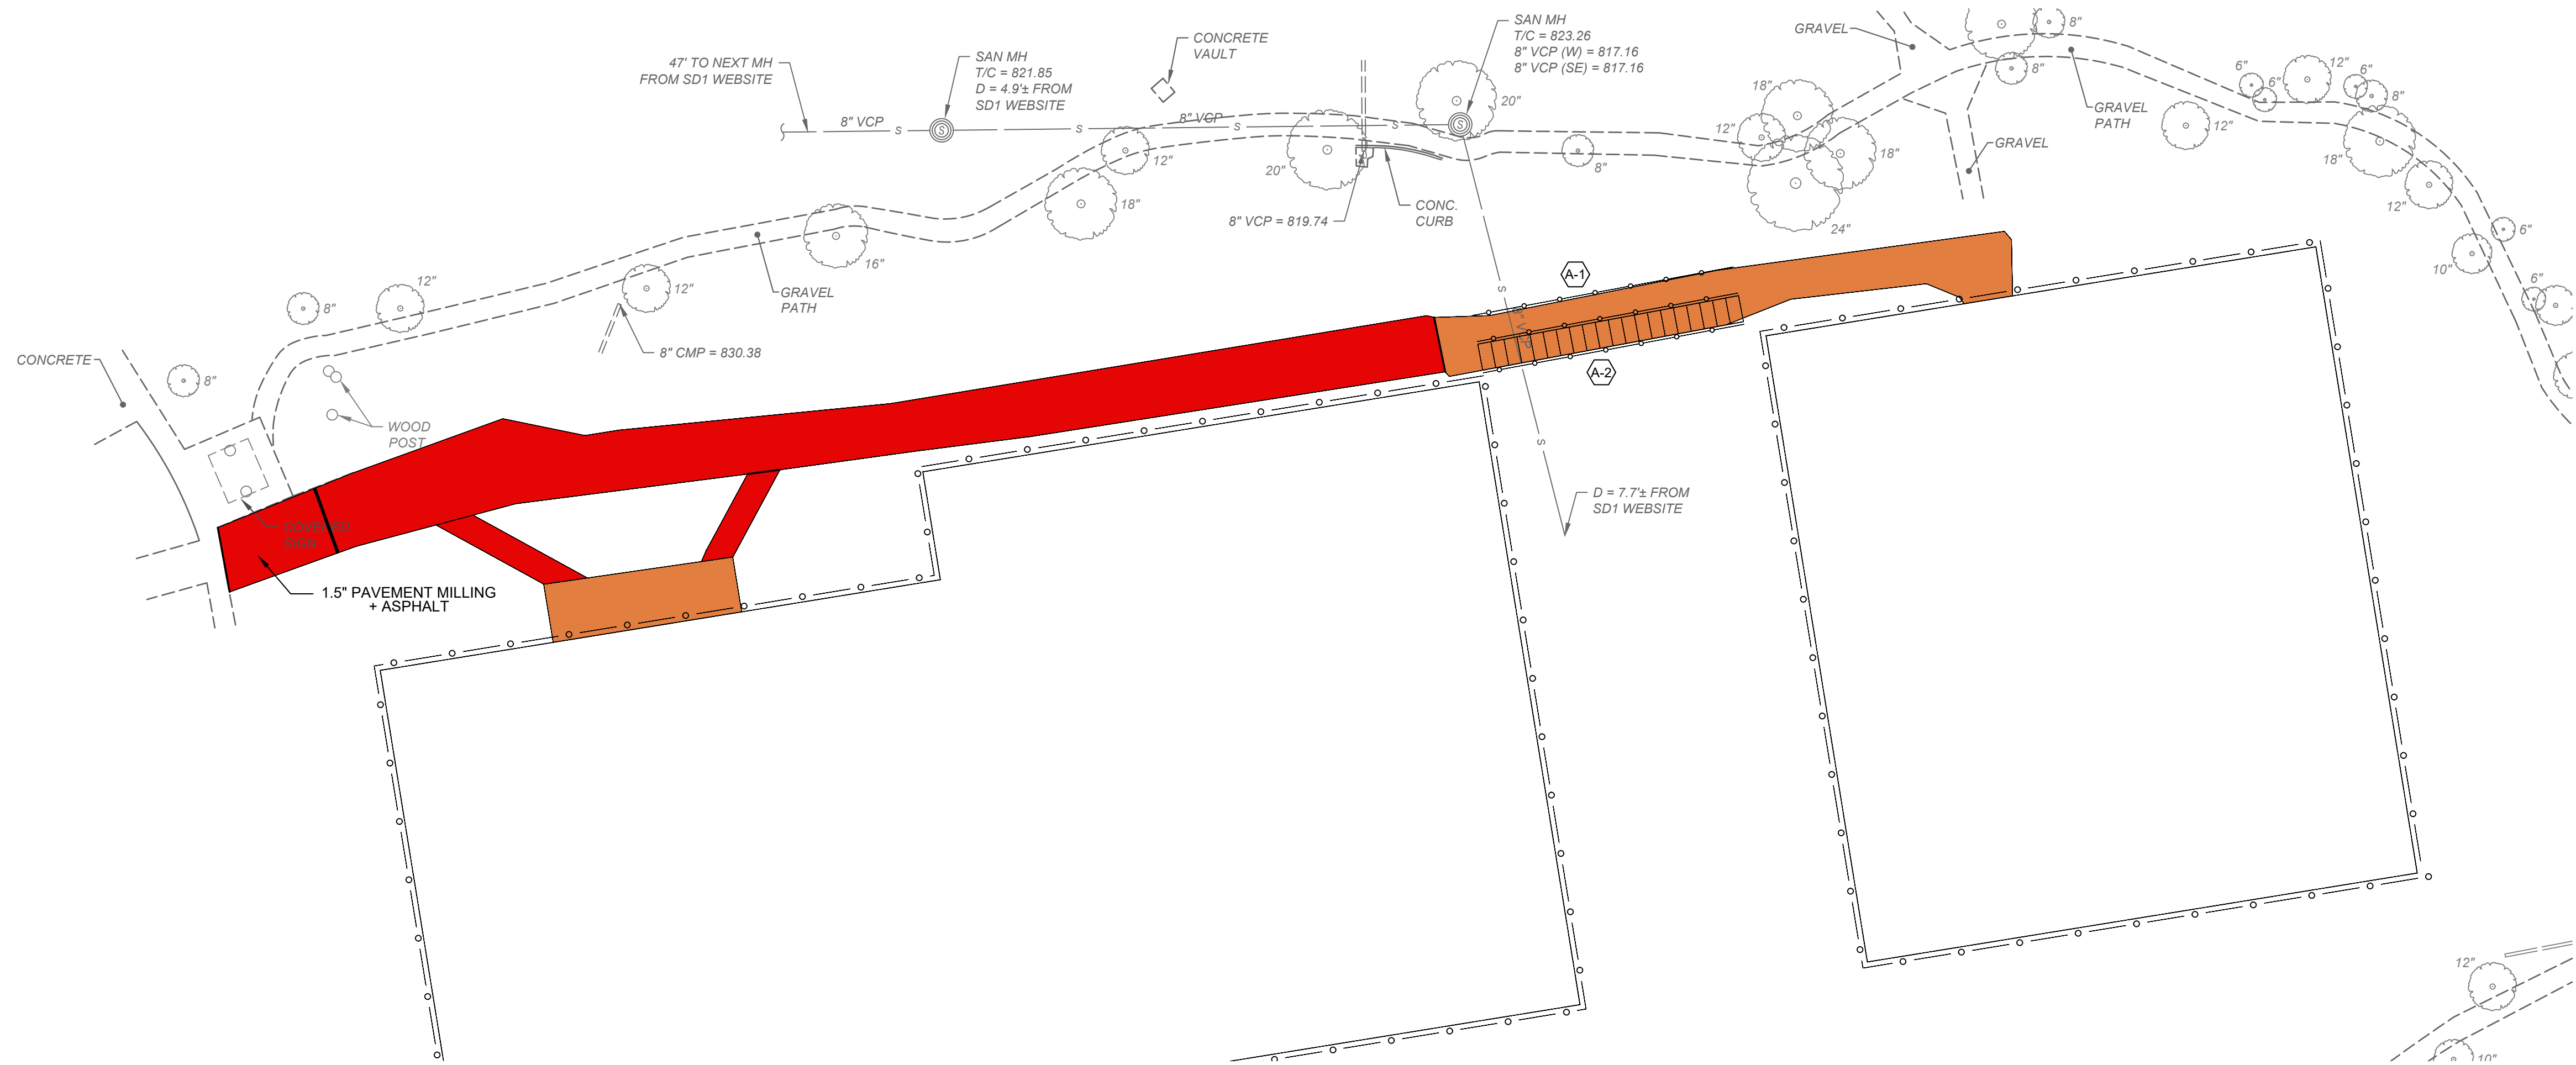 47' TO NEXT MH
FROM SD1 WEBSITE
8" VCP
S
S
SAN MH
T/C = 821.85
D = 4.9'± FROM
SD1 WEBSITE
CONCRETE
VAULT
S
8" VCP
S
S
20"
SAN MH
T/C = 823.26
8" VCP (W) = 817.16
8" VCP (SE) = 817.16
S
20"
8" VCP = 819.74
CONC.
CURB
8"
GRAVEL
8"
8"
GRAVEL
PATH
18"
12"
18"
24"
GRAVEL
12"
6"
6"
12"
6"
8"
18"
12"
10"
6"
6"
12"
18"
16"
GRAVEL
PATH
12"
8" CMP = 830.38
12"
8"
8"
CONCRETE
WOOD
POST
COVERED
SIGN
1.5" PAVEMENT MILLING
+ ASPHALT
A-1
S
8" VCP
A-2
S
D = 7.7'± FROM
SD1 WEBSITE
12"
10"